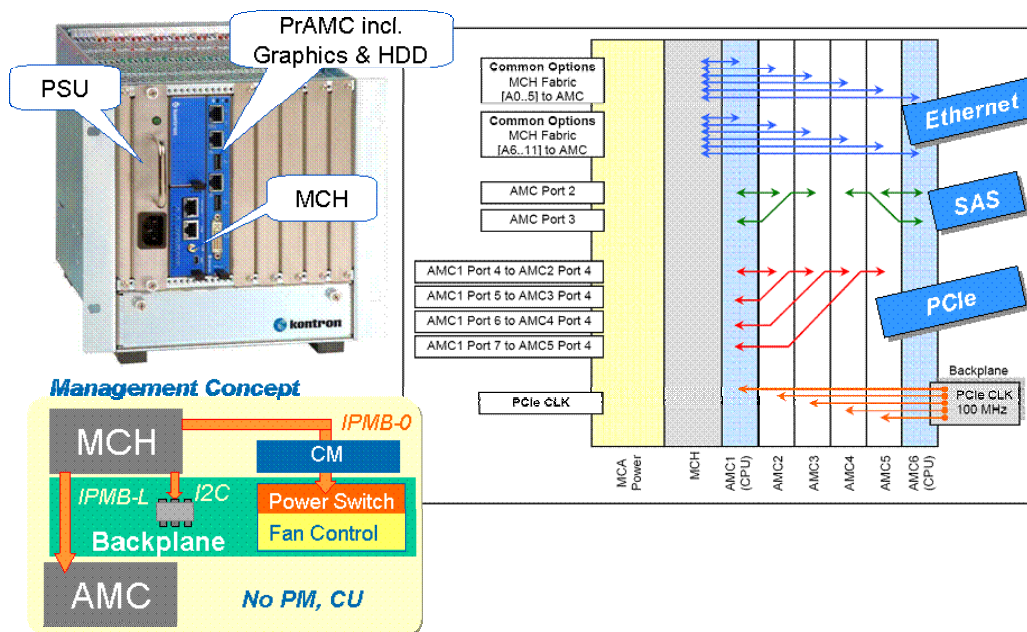 PrAMC incl.
Graphics & HDD
PSU
MCH
kontron
Common Options
MCH Fabric
[A0..5] to AMC
Common Options
MCH Fabric
[A6..11] to AMC
AMC Port 2
AMC Port 3
AMC1 Port 4 to AMC2 Port 4
AMC1 Port 5 to AMC3 Port 4
AMC1 Port 6 to AMC4 Port 4
AMC1 Port 7 to AMC5 Port 4
PCIe CLK
Ethernet
SAS
PCIe
Backplane
PCIe CLK
100 MHz
MCA
Power
MCH
AMC1
(CPU)
AMC2
AMC3
AMC4
AMC5
AMC6
(CPU)
Management Concept
MCH
IPMB-0
CM
IPMB-L
I2C
Power Switch
Fan Control
Backplane
AMC
No PM, CU